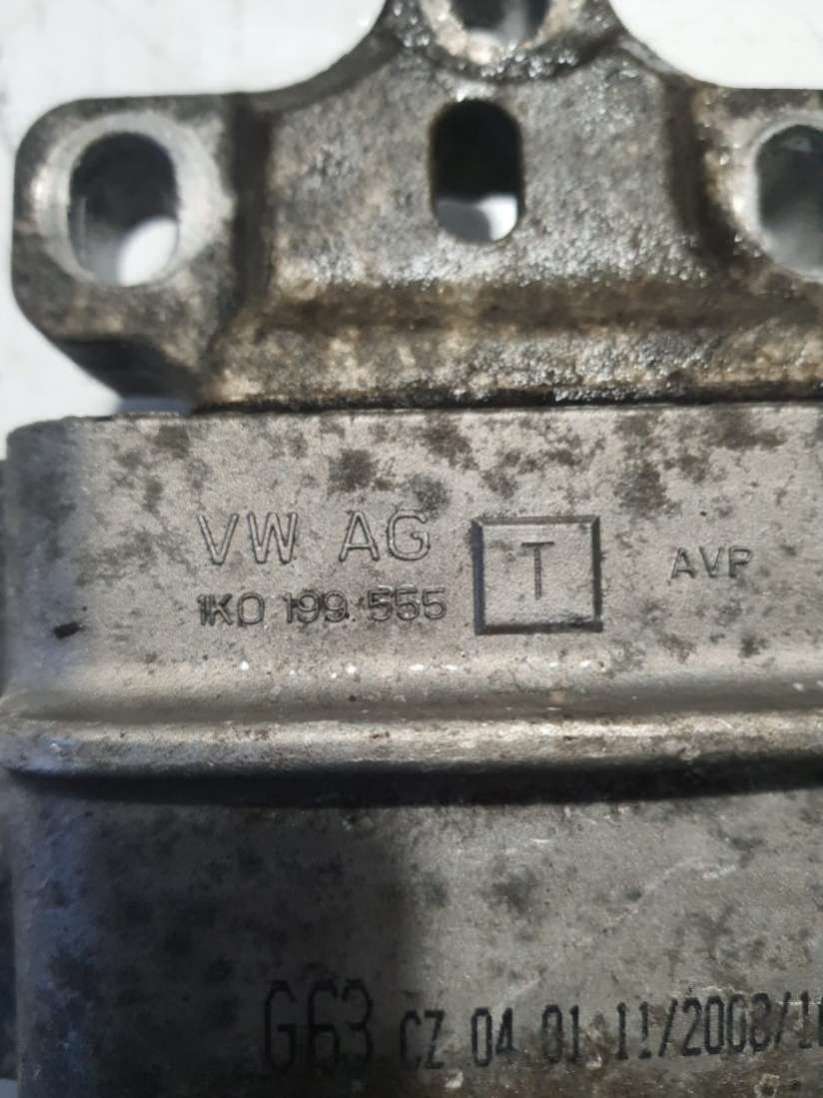 VW AG
1K0 199 555
T
AVP
G63 CZ 04 01 11/2008/1